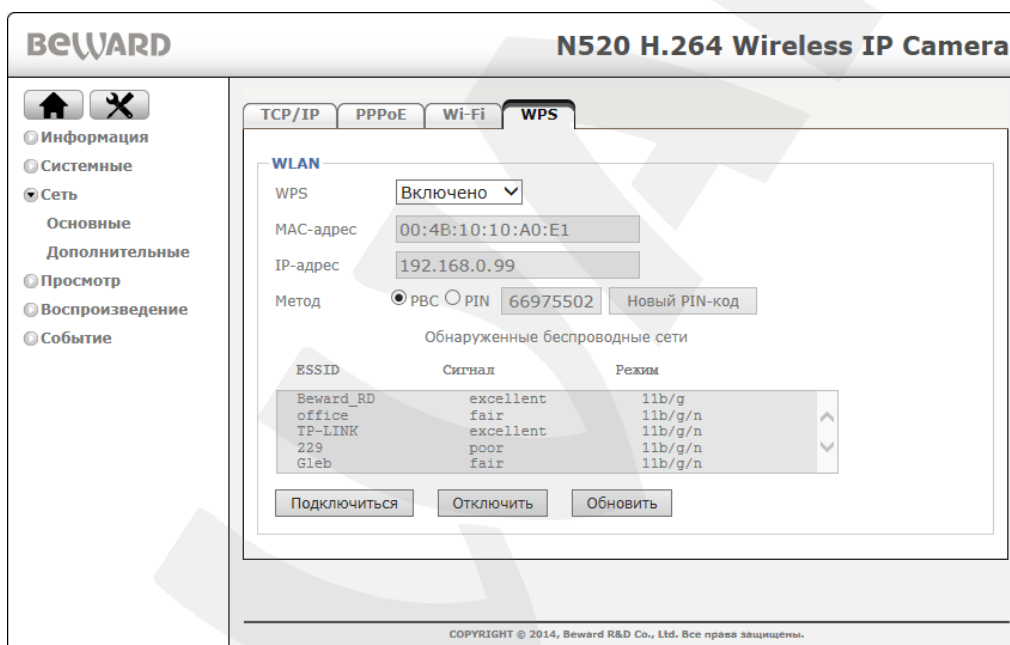 BEWARD
N520 H.264 Wireless IP Camera
Информация
Системные
Сеть
Основные
Дополнительные
Просмотр
Воспроизведение
Событие
TCP/IP PPPoE Wi-Fi WPS
WLAN
WPS Включено
MAC-адрес 00:4B:10:10:A0:E1
IP-адрес 192.168.0.99
Метод PBC PIN 66975502 Новый PIN-код
Обнаруженные беспроводные сети
ESSID Сигнал Режим
Beward_RD excellent 11b/g
office fair 11b/g/n
TP-LINK excellent 11b/g/n
229 poor 11b/g/n
Gleb fair 11b/g/n
Подключиться Отключить Обновить
COPYRIGHT © 2014, Beward R&D Co., Ltd. Все права защищены.